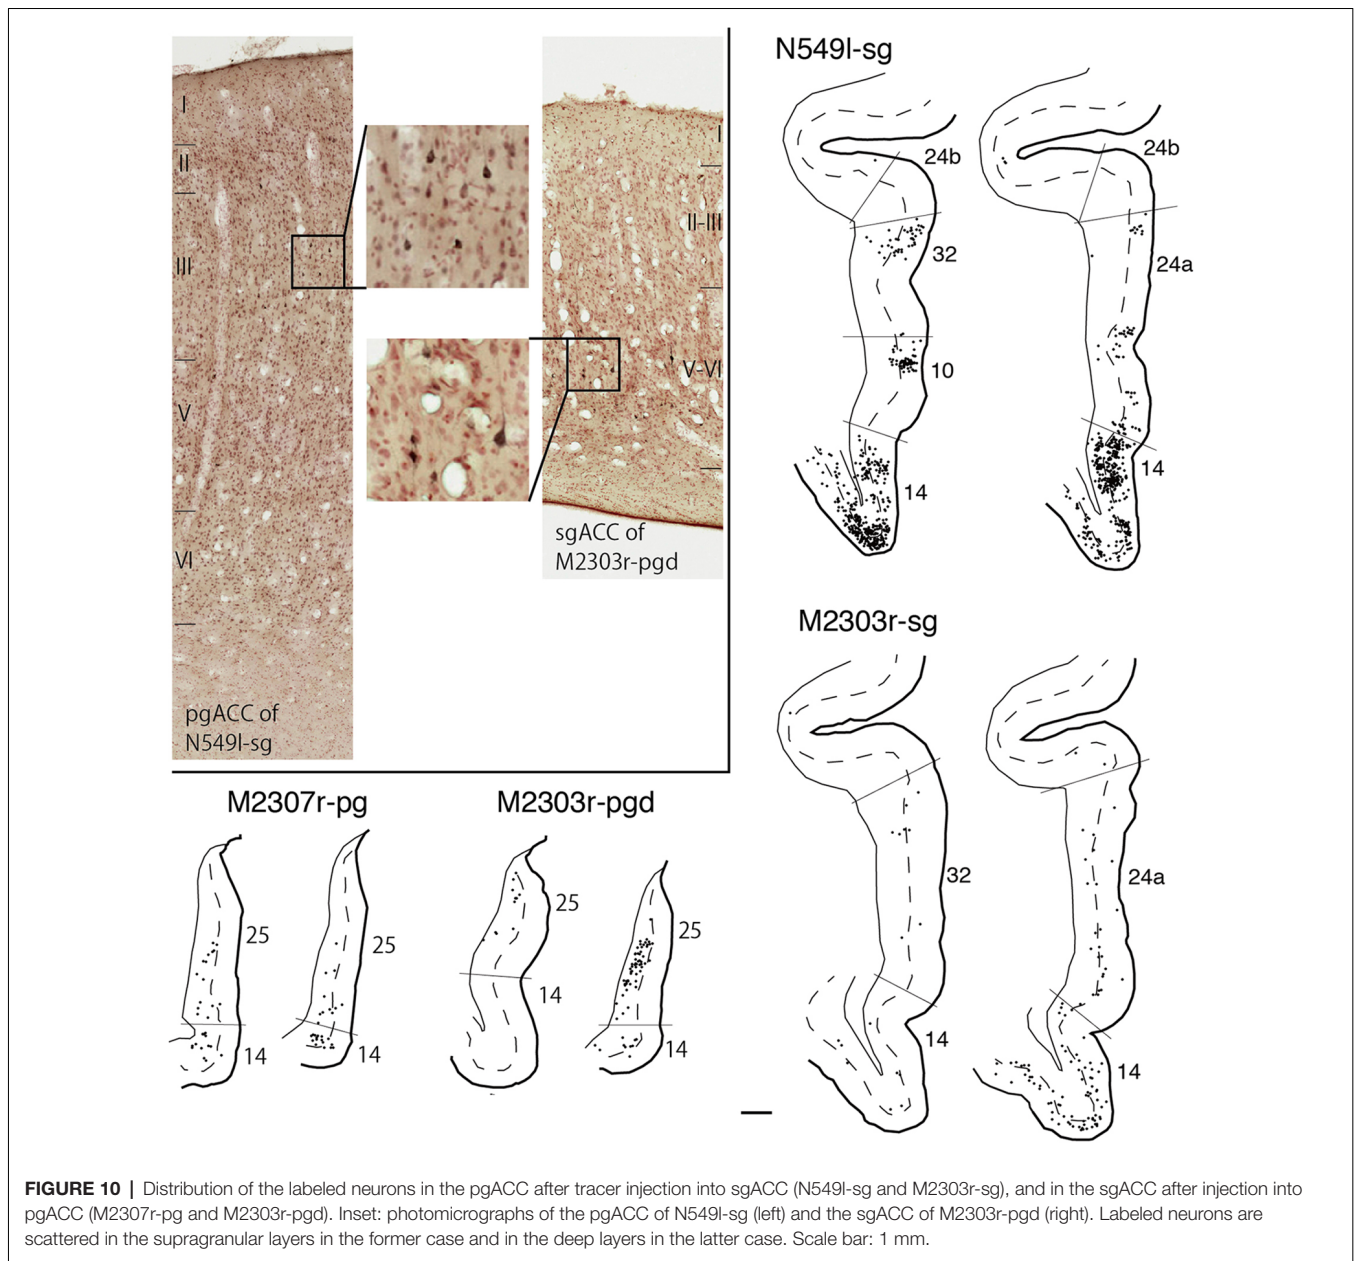 I
II
III
V
VI
pgACC of
N549l-sg
I
II-III
V-VI
sgACC of
M2303r-pgd
N549l-sg
24b
32
10
14
24b
24a
14
M2303r-sg
32
14
24a
14
M2307r-pg
25
14
25
14
M2303r-pgd
25
14
25
14
FIGURE 10 | Distribution of the labeled neurons in the pgACC after tracer injection into sgACC (N549l-sg and M2303r-sg), and in the sgACC after injection into
pgACC (M2307r-pg and M2303r-pgd). Inset: photomicrographs of the pgACC of N549l-sg (left) and the sgACC of M2303r-pgd (right). Labeled neurons are
scattered in the supragranular layers in the former case and in the deep layers in the latter case. Scale bar: 1 mm.